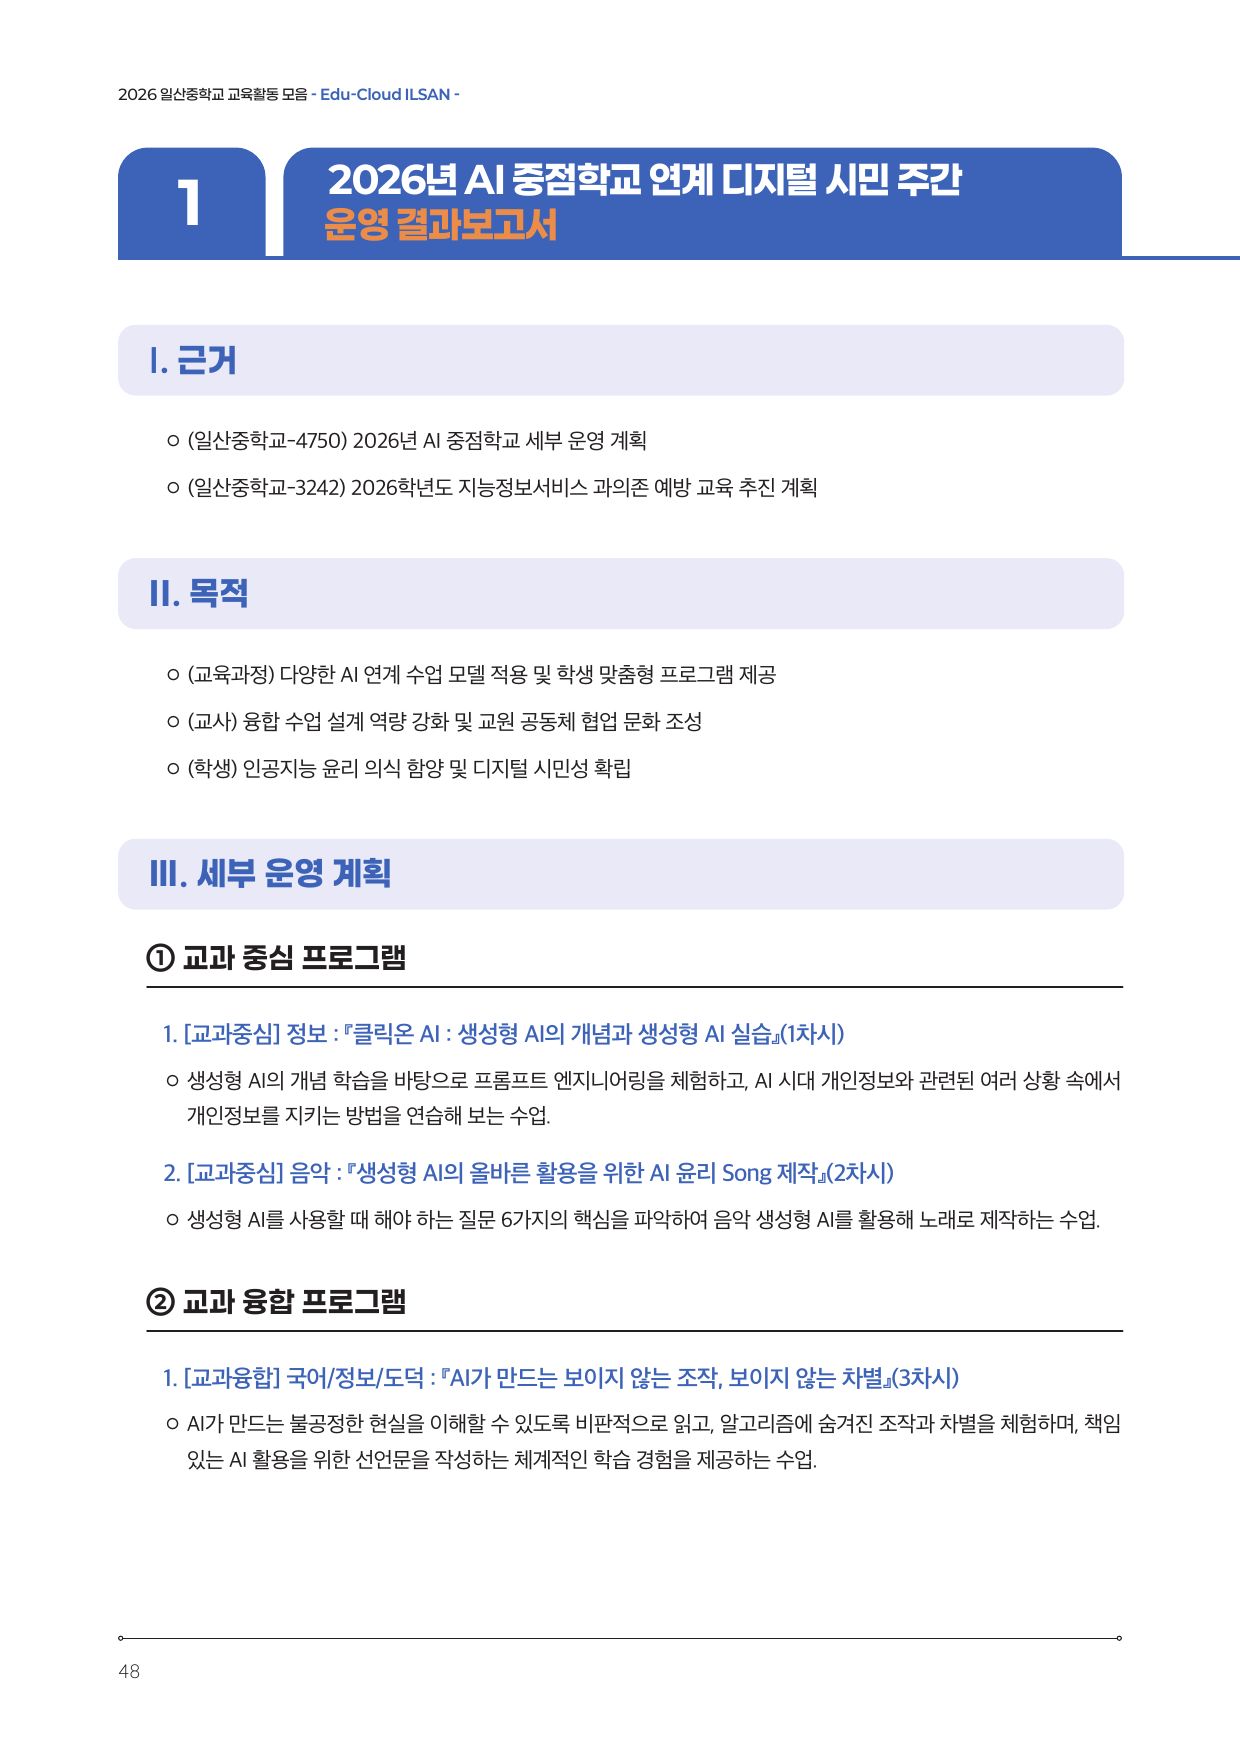 2026 일산중학교 교육활동 모음 - Edu-Cloud ILSAN -
1
2026년 AI 중점학교 연계 디지털 시민 주간
운영 결과보고서
I. 근거
○ (일산중학교-4750) 2026년 AI 중점학교 세부 운영 계획
○ (일산중학교-3242) 2026학년도 지능정보서비스 과의존 예방 교육 추진 계획
II. 목적
○ (교육과정) 다양한 AI 연계 수업 모델 적용 및 학생 맞춤형 프로그램 제공
○ (교사) 융합 수업 설계 역량 강화 및 교원 공동체 협업 문화 조성
○ (학생) 인공지능 윤리 의식 함양 및 디지털 시민성 확립
III. 세부 운영 계획
① 교과 중심 프로그램
1. [교과중심] 정보 : 『클릭온 AI : 생성형 AI의 개념과 생성형 AI 실습』(1차시)
○ 생성형 AI의 개념 학습을 바탕으로 프롬프트 엔지니어링을 체험하고, AI 시대 개인정보와 관련된 여러 상황 속에서
개인정보를 지키는 방법을 연습해 보는 수업.
2. [교과중심] 음악 : 『생성형 AI의 올바른 활용을 위한 AI 윤리 Song 제작』(2차시)
○ 생성형 AI를 사용할 때 해야 하는 질문 6가지의 핵심을 파악하여 음악 생성형 AI를 활용해 노래로 제작하는 수업.
② 교과 융합 프로그램
1. [교과융합] 국어/정보/도덕 : 『AI가 만드는 보이지 않는 조작, 보이지 않는 차별』(3차시)
○ AI가 만드는 불공정한 현실을 이해할 수 있도록 비판적으로 읽고, 알고리즘에 숨겨진 조작과 차별을 체험하며, 책임
있는 AI 활용을 위한 선언문을 작성하는 체계적인 학습 경험을 제공하는 수업.
48